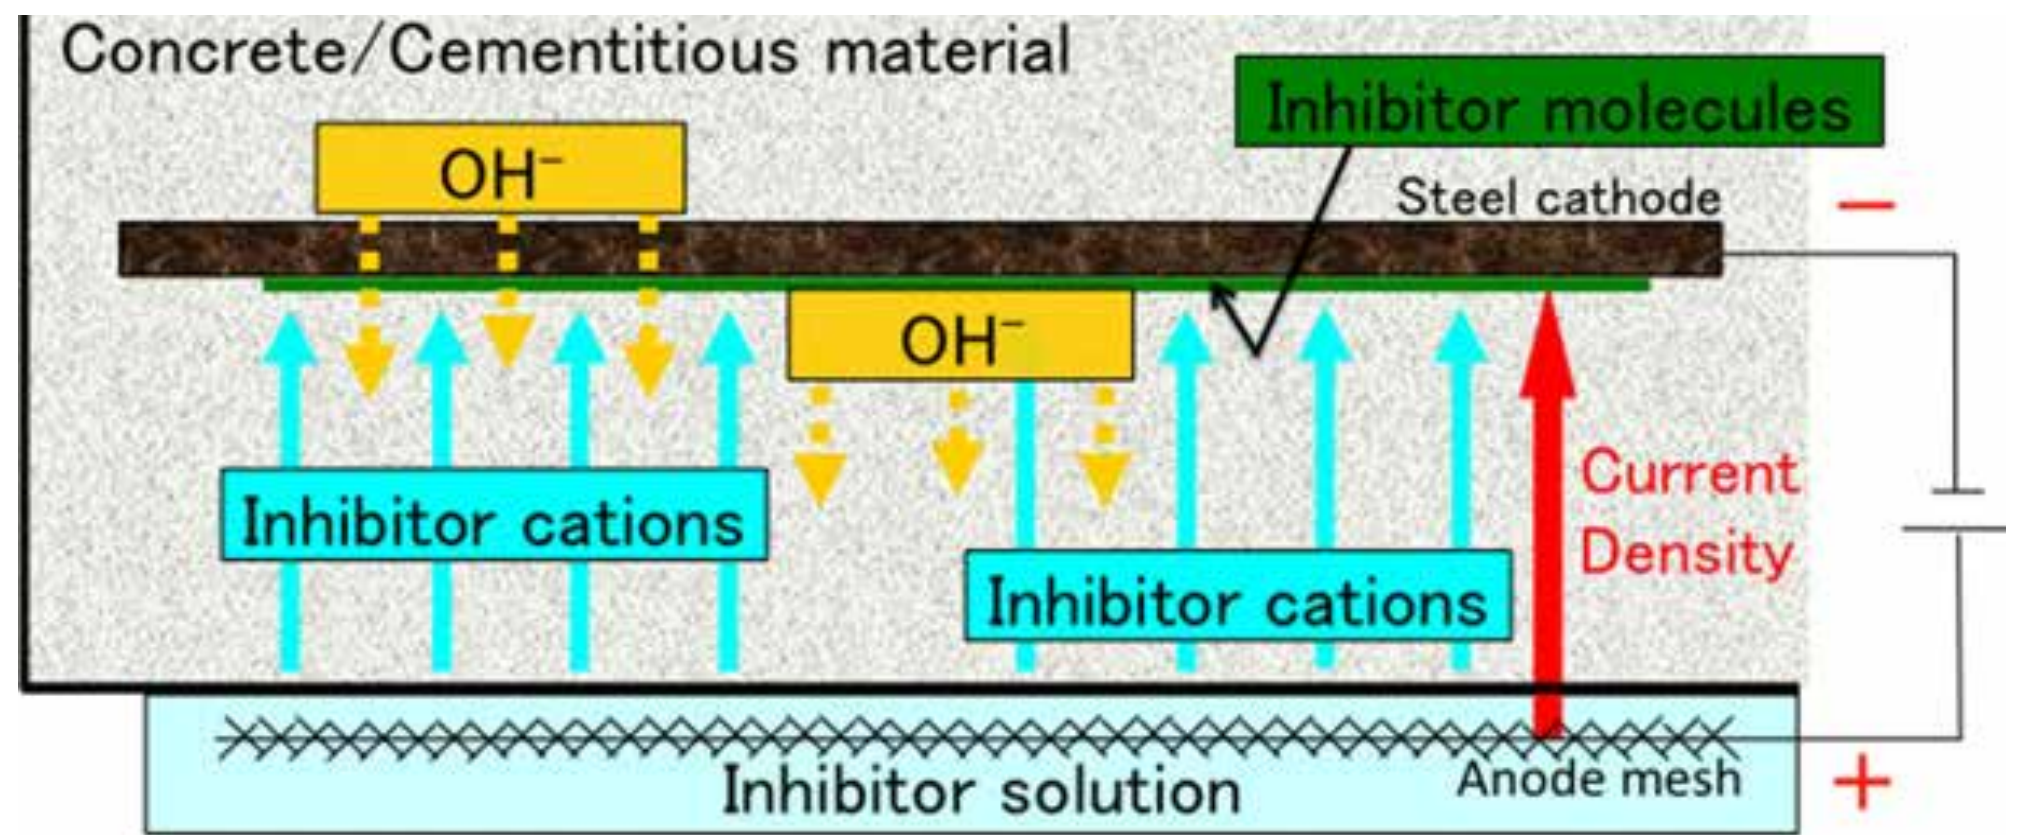 Concrete/Cementitious material
Inhibitor molecules
OH⁻
Steel cathode
−
OH⁻
Current
Density
Inhibitor cations
Inhibitor cations
Anode mesh
Inhibitor solution
+